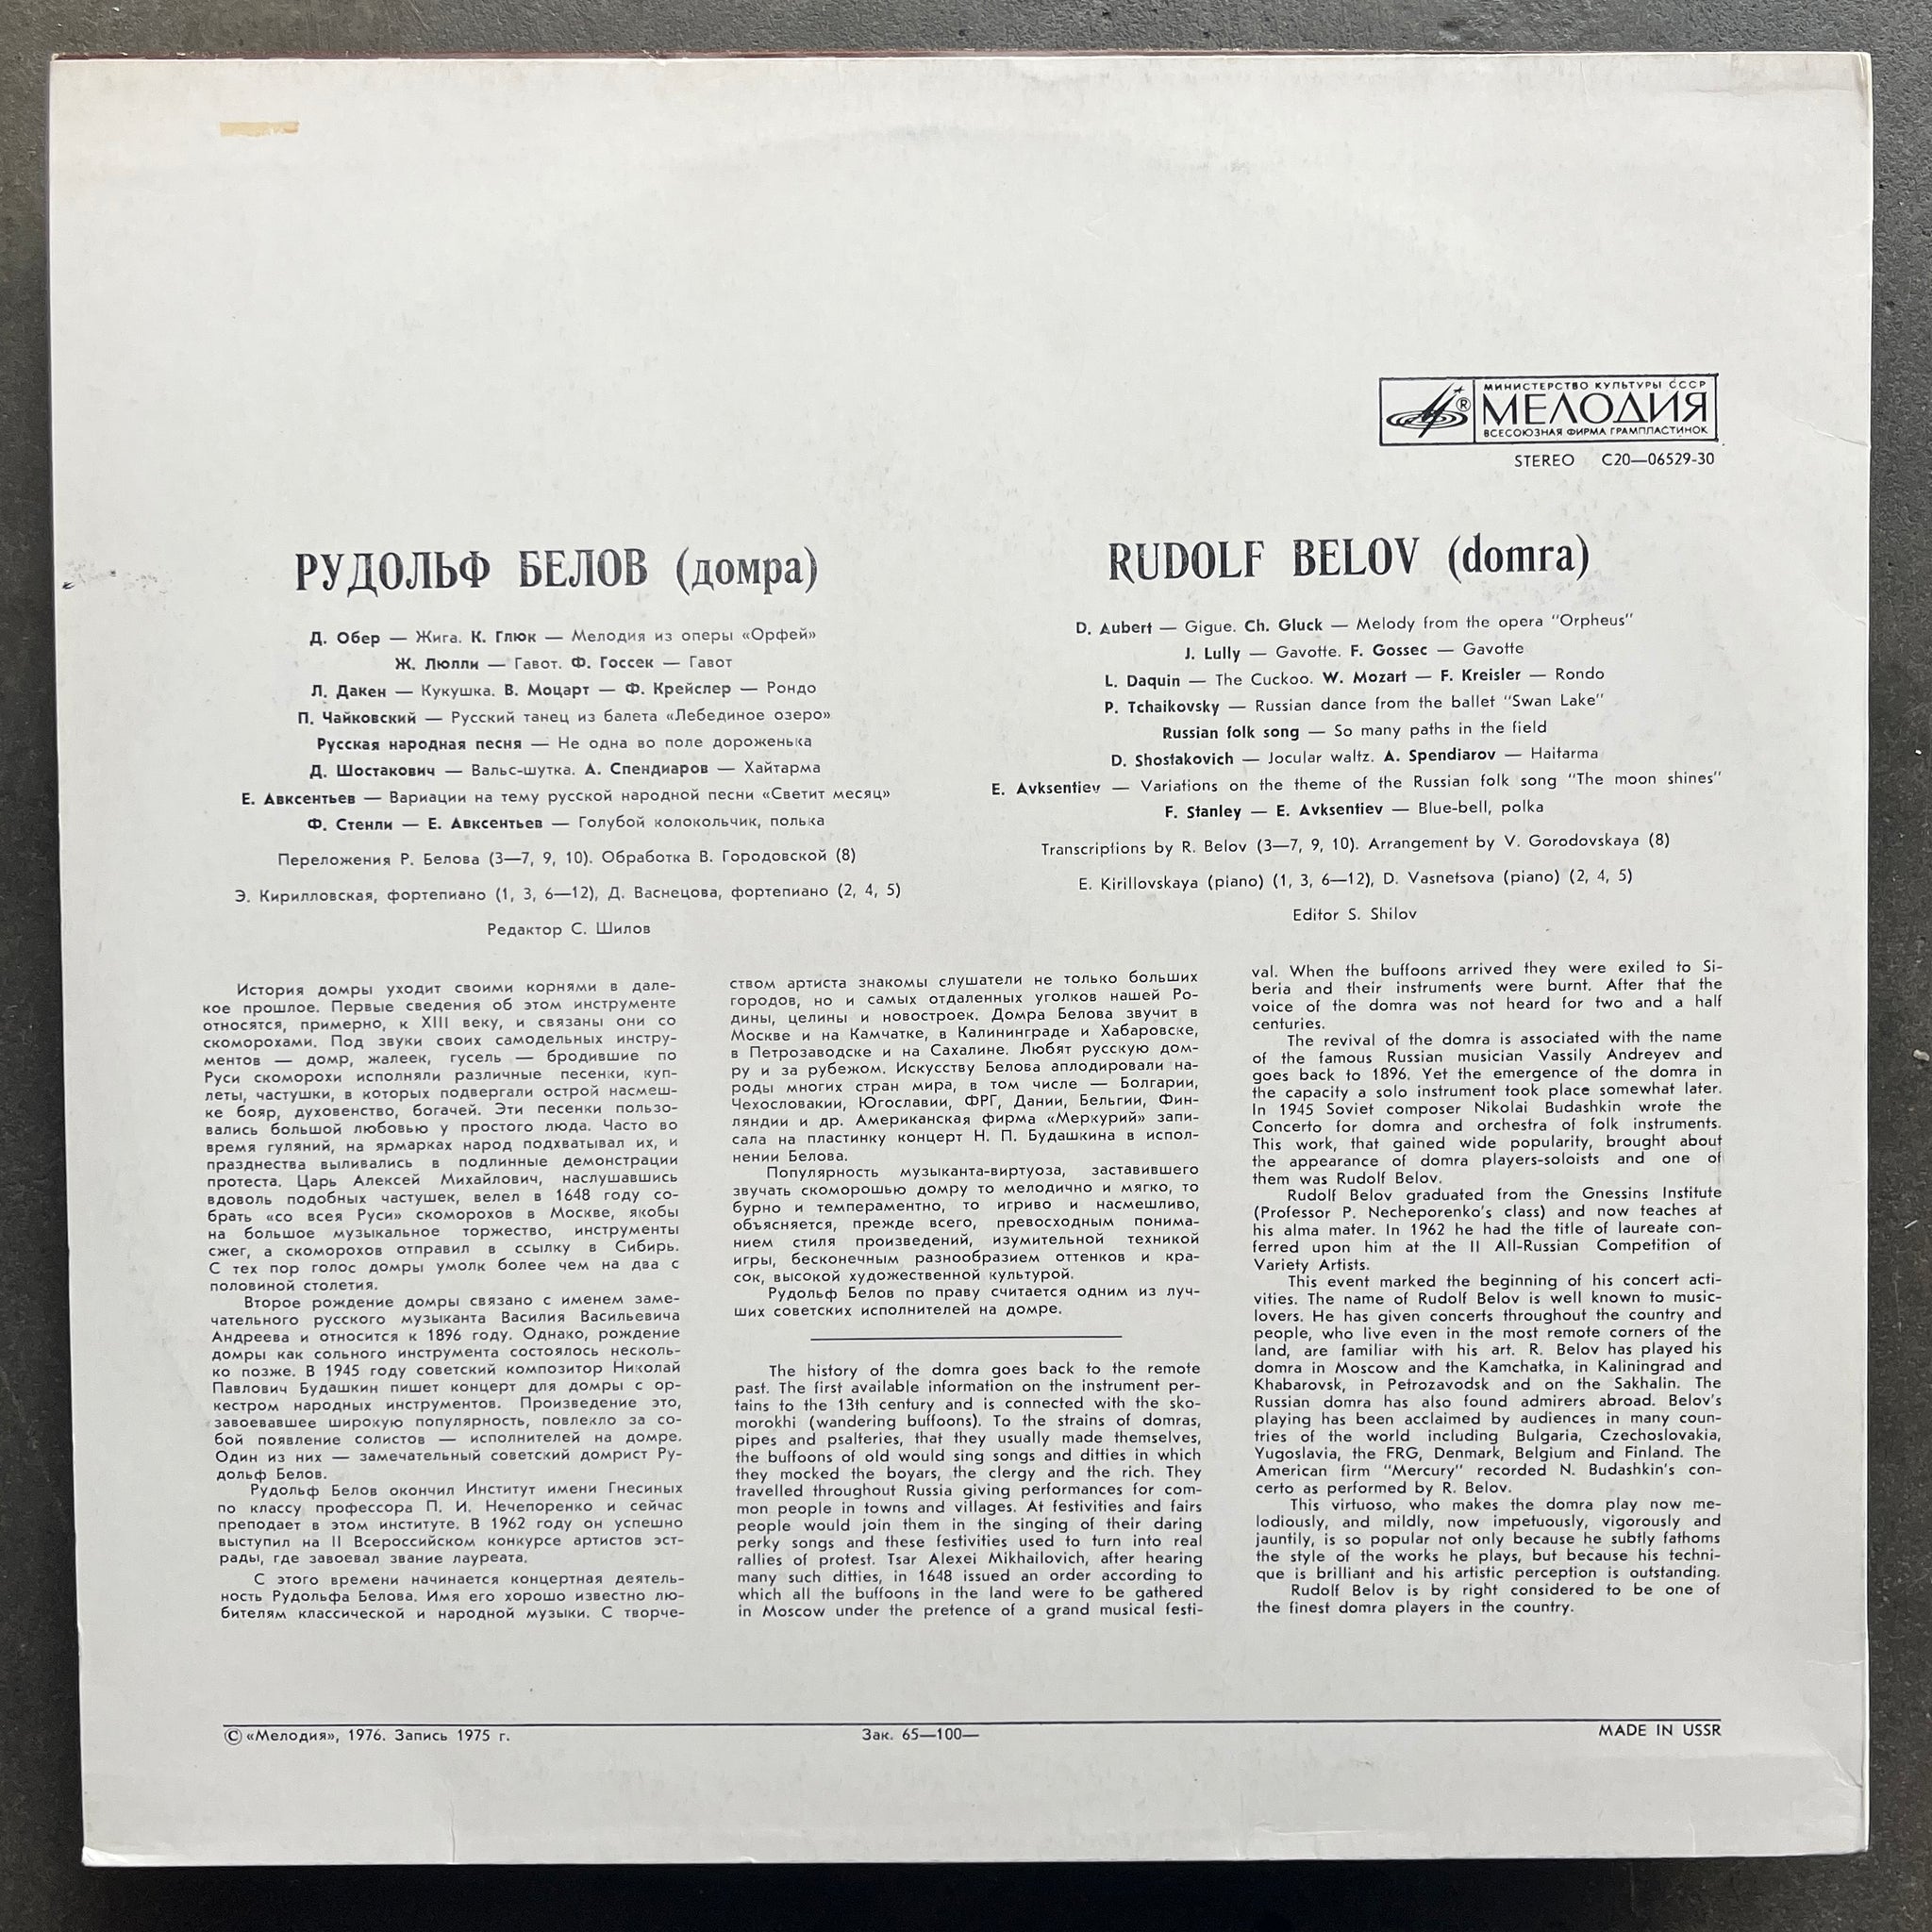 МИНИСТЕРСТВО КУЛЬТУРЫ СССР
МЕЛОДИЯ
ВСЕСОЮЗНАЯ ФИРМА ГРАМПЛАСТИНОК
STEREO C20—06529-30
РУДОЛЬФ БЕЛОВ (домра)
Д. Обер — Жига. К. Глюк — Мелодия из оперы «Орфей»
Ж. Люлли — Гавот. Ф. Госсек — Гавот
Л. Дакен — Кукушка. В. Моцарт — Ф. Крейслер — Рондо
П. Чайковский — Русский танец из балета «Лебединое озеро»
Русская народная песня — Не одна во поле дороженька
Д. Шостакович — Вальс-шутка. А. Спендиаров — Хайтарма
Е. Авксентьев — Вариации на тему русской народной песни «Светит месяц»
Ф. Стенли — Е. Авксентьев — Голубой колокольчик, полька
Переложения Р. Белова (3—7, 9, 10). Обработка В. Городовской (8)
Э. Кирилловская, фортепиано (1, 3, 6—12), Д. Васнецова, фортепиано (2, 4, 5)
Редактор С. Шилов
RUDOLF BELOV (domra)
D. Aubert — Gigue. Ch. Gluck — Melody from the opera "Orpheus"
J. Lully — Gavotte. F. Gossec — Gavotte
L. Daquin — The Cuckoo. W. Mozart — F. Kreisler — Rondo
P. Tchaikovsky — Russian dance from the ballet "Swan Lake"
Russian folk song — So many paths in the field
D. Shostakovich — Jocular waltz. A. Spendiarov — Haitarma
E. Avksentiev — Variations on the theme of the Russian folk song "The moon shines"
F. Stanley — E. Avksentiev — Blue-bell, polka
Transcriptions by R. Belov (3—7, 9, 10). Arrangement by V. Gorodovskaya (8)
E. Kirillovskaya (piano) (1, 3, 6—12), D. Vasnetsova (piano) (2, 4, 5)
Editor S. Shilov
История домры уходит своими корнями в дале-
кое прошлое. Первые сведения об этом инструменте
относятся, примерно, к XIII веку, и связаны они со
скоморохами. Под звуки своих самодельных инстру-
ментов — домр, жалеек, гусель — бродившие по
Руси скоморохи исполняли различные песенки, куп-
леты, частушки, в которых подвергали острой насмеш-
ке бояр, духовенство, богачей. Эти песенки пользо-
вались большой любовью у простого люда. Часто во
время гуляний, на ярмарках народ подхватывал их, и
празднества выливались в подлинные демонстрации
протеста. Царь Алексей Михайлович, наслушавшись
вдоволь подобных частушек, велел в 1648 году со-
брать «со всея Руси» скоморохов в Москве, якобы
на большое музыкальное торжество, инструменты
сжег, а скоморохов отправил в ссылку в Сибирь.
С тех пор голос домры умолк более чем на два с
половиной столетия.
Второе рождение домры связано с именем заме-
чательного русского музыканта Василия Васильевича
Андреева и относится к 1896 году. Однако, рождение
домры как сольного инструмента состоялось несколь-
ко позже. В 1945 году советский композитор Николай
Павлович Будашкин пишет концерт для домры с ор-
кестром народных инструментов. Произведение это,
завоевавшее широкую популярность, повлекло за со-
бой появление солистов — исполнителей на домре.
Один из них — замечательный советский домрист Ру-
дольф Белов.
Рудольф Белов окончил Институт имени Гнесиных
по классу профессора П. И. Нечепоренко и сейчас
преподает в этом институте. В 1962 году он успешно
выступил на II Всероссийском конкурсе артистов эст-
рады, где завоевал звание лауреата.
С этого времени начинается концертная деятель-
ность Рудольфа Белова. Имя его хорошо известно лю-
бителям классической и народной музыки. С творче-
ством артиста знакомы слушатели не только больших
городов, но и самых отдаленных уголков нашей Ро-
дины, целины и новостроек. Домра Белова звучит в
Москве и на Камчатке, в Калининграде и Хабаровске,
в Петрозаводске и на Сахалине. Любят русскую дом-
ру и за рубежом. Искусству Белова аплодировали на-
роды многих стран мира, в том числе — Болгарии,
Чехословакии, Югославии, ФРГ, Дании, Бельгии, Фин-
ляндии и др. Американская фирма «Меркурий» запи-
сала на пластинку концерт Н. П. Будашкина в испол-
нении Белова.
Популярность музыканта-виртуоза, заставившего
звучать скоморошью домру то мелодично и мягко, то
бурно и темпераментно, то игриво и насмешливо,
объясняется, прежде всего, превосходным понима-
нием стиля произведений, изумительной техникой
игры, бесконечным разнообразием оттенков и кра-
сок, высокой художественной культурой.
Рудольф Белов по праву считается одним из луч-
ших советских исполнителей на домре.
The history of the domra goes back to the remote
past. The first available information on the instrument per-
tains to the 13th century and is connected with the sko-
morokhi (wandering buffoons). To the strains of domras,
pipes and psalteries, that they usually made themselves,
the buffoons of old would sing songs and ditties in which
they mocked the boyars, the clergy and the rich. They
travelled throughout Russia giving performances for com-
mon people in towns and villages. At festivities and fairs
people would join them in the singing of their daring
perky songs and these festivities used to turn into real
rallies of protest. Tsar Alexei Mikhailovich, after hearing
many such ditties, in 1648 issued an order according to
which all the buffoons in the land were to be gathered
in Moscow under the pretence of a grand musical festi-
val. When the buffoons arrived they were exiled to Si-
beria and their instruments were burnt. After that the
voice of the domra was not heard for two and a half
centuries.
The revival of the domra is associated with the name
of the famous Russian musician Vassily Andreyev and
goes back to 1896. Yet the emergence of the domra in
the capacity a solo instrument took place somewhat later.
In 1945 Soviet composer Nikolai Budashkin wrote the
Concerto for domra and orchestra of folk instruments.
This work, that gained wide popularity, brought about
the appearance of domra players-soloists and one of
them was Rudolf Belov.
Rudolf Belov graduated from the Gnessins Institute
(Professor P. Necheporenko's class) and now teaches at
his alma mater. In 1962 he had the title of laureate con-
ferred upon him at the II All-Russian Competition of
Variety Artists.
This event marked the beginning of his concert acti-
vities. The name of Rudolf Belov is well known to music-
lovers. He has given concerts throughout the country and
people, who live even in the most remote corners of the
land, are familiar with his art. R. Belov has played his
domra in Moscow and the Kamchatka, in Kaliningrad and
Khabarovsk, in Petrozavodsk and on the Sakhalin. The
Russian domra has also found admirers abroad. Belov's
playing has been acclaimed by audiences in many coun-
tries of the world including Bulgaria, Czechoslovakia,
Yugoslavia, the FRG, Denmark, Belgium and Finland. The
American firm "Mercury" recorded N. Budashkin's con-
certo as performed by R. Belov.
This virtuoso, who makes the domra play now me-
lodiously, and mildly, now impetuously, vigorously and
jauntily, is so popular not only because he subtly fathoms
the style of the works he plays, but because his techni-
que is brilliant and his artistic perception is outstanding.
Rudolf Belov is by right considered to be one of
the finest domra players in the country.
© «Мелодия», 1976. Запись 1975 г.
Зак. 65—100—
MADE IN USSR